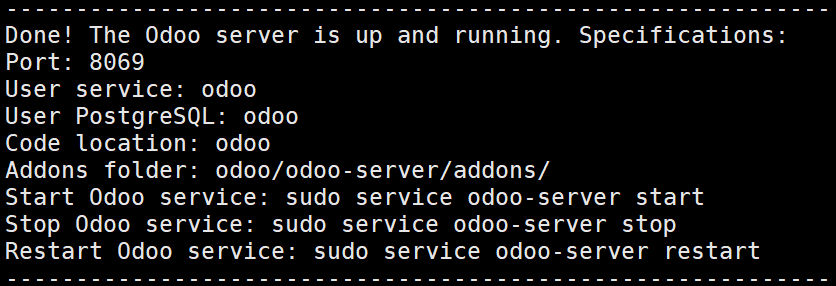 -----------------------------------------------------------
Done! The Odoo server is up and running. Specifications:
Port: 8069
User service: odoo
User PostgreSQL: odoo
Code location: odoo
Addons folder: odoo/odoo-server/addons/
Start Odoo service: sudo service odoo-server start
Stop Odoo service: sudo service odoo-server stop
Restart Odoo service: sudo service odoo-server restart
-----------------------------------------------------------